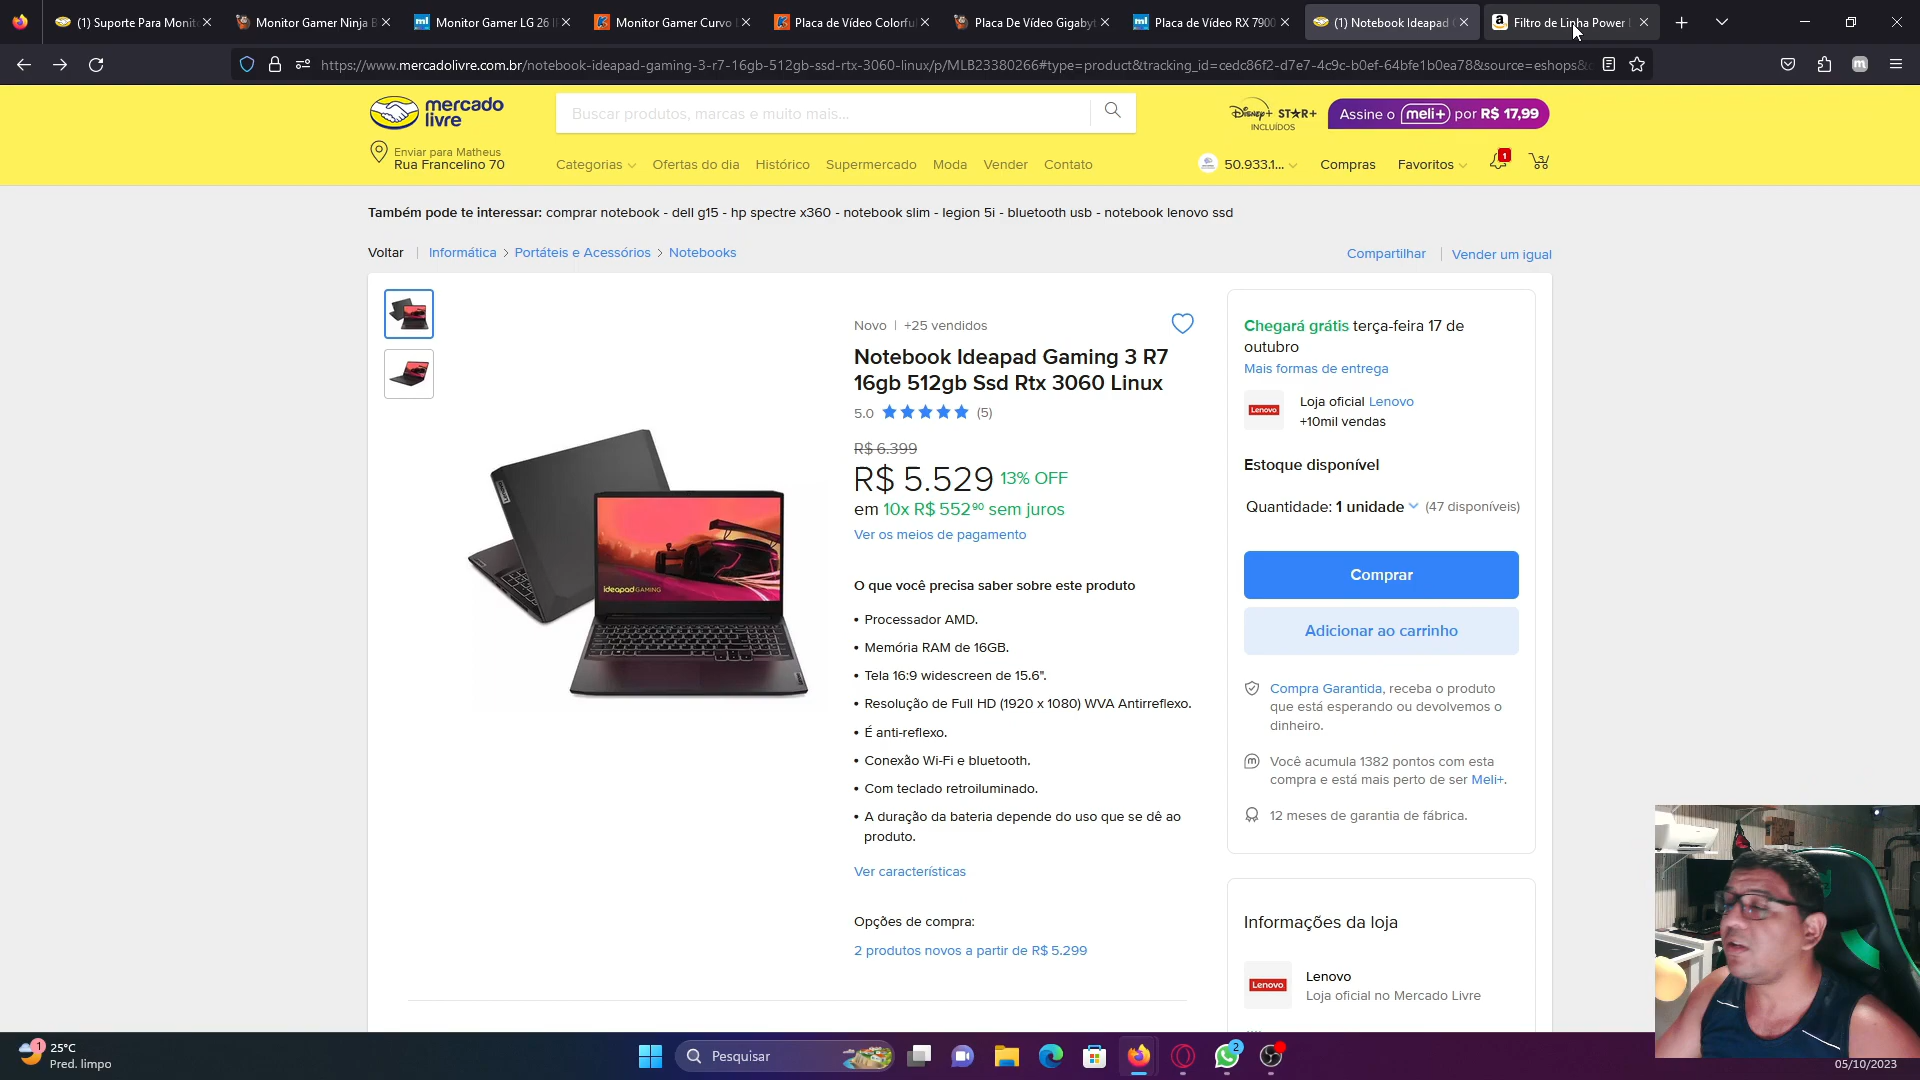 (1) Suporte Para Monit
Monitor Gamer Ninja
Monitor Gamer LG 26
Monitor Gamer Curvo
Placa de Vídeo Colorful
Placa De Vídeo Gigabyt
Placa de Vídeo RX 7900
(1) Notebook Ideapad
Filtro de Linha Power
https://www.mercadolivre.com.br/notebook-ideapad-gaming-3-r7-16gb-512gb-ssd-rtx-3060-linux/p/MLB23380266#type=product&tracking_id=cedc86f2-d7e7-4c9c-b0ef-64bfe1b0ea78&source=eshops&
mercado
livre
Buscar produtos, marcas e muito mais...
Disney+ STAR+
INCLUÍDOS
Assine o meli+ por R$ 17,99
Enviar para Matheus
Rua Francelino 70
Categorias
Ofertas do dia
Histórico
Supermercado
Moda
Vender
Contato
50.933.1...
Compras
Favoritos
1
Também pode te interessar: comprar notebook - dell g15 - hp spectre x360 - notebook slim - legion 5i - bluetooth usb - notebook lenovo ssd
Voltar
Informática
Portáteis e Acessórios
Notebooks
Compartilhar
Vender um igual
Novo | +25 vendidos
Notebook Ideapad Gaming 3 R7
16gb 512gb Ssd Rtx 3060 Linux
5.0
(5)
R$ 6.399
R$ 5.529 13% OFF
em 10x R$ 552⁹⁰ sem juros
Ver os meios de pagamento
O que você precisa saber sobre este produto
• Processador AMD.
• Memória RAM de 16GB.
• Tela 16:9 widescreen de 15.6".
• Resolução de Full HD (1920 x 1080) WVA Antirreflexo.
• É anti-reflexo.
• Conexão Wi-Fi e bluetooth.
• Com teclado retroiluminado.
• A duração da bateria depende do uso que se dê ao
produto.
Ver características
Opções de compra:
2 produtos novos a partir de R$ 5.299
ideapadGAMING
Lenovo
Chegará grátis terça-feira 17 de
outubro
Mais formas de entrega
Lenovo
Loja oficial Lenovo
+10mil vendas
Estoque disponível
Quantidade: 1 unidade (47 disponíveis)
Comprar
Adicionar ao carrinho
Compra Garantida, receba o produto
que está esperando ou devolvemos o
dinheiro.
Você acumula 1382 pontos com esta
compra e está mais perto de ser Meli+.
12 meses de garantia de fábrica.
Informações da loja
Lenovo
Lenovo
Loja oficial no Mercado Livre
1
25°C
Pred. limpo
Pesquisar
2
05/10/2023